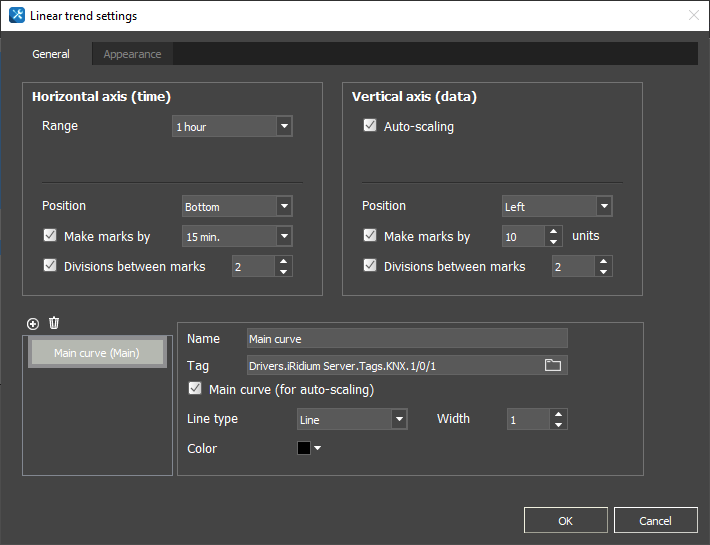 Linear trend settings
General Appearance
Horizontal axis (time)
Range 1 hour
Position Bottom
Make marks by 15 min.
Divisions between marks 2
Vertical axis (data)
Auto-scaling
Position Left
Make marks by 10 units
Divisions between marks 2
Main curve (Main)
Name Main curve
Tag Drivers.iRidium Server.Tags.KNX.1/0/1
Main curve (for auto-scaling)
Line type Line Width 1
Color
OK Cancel